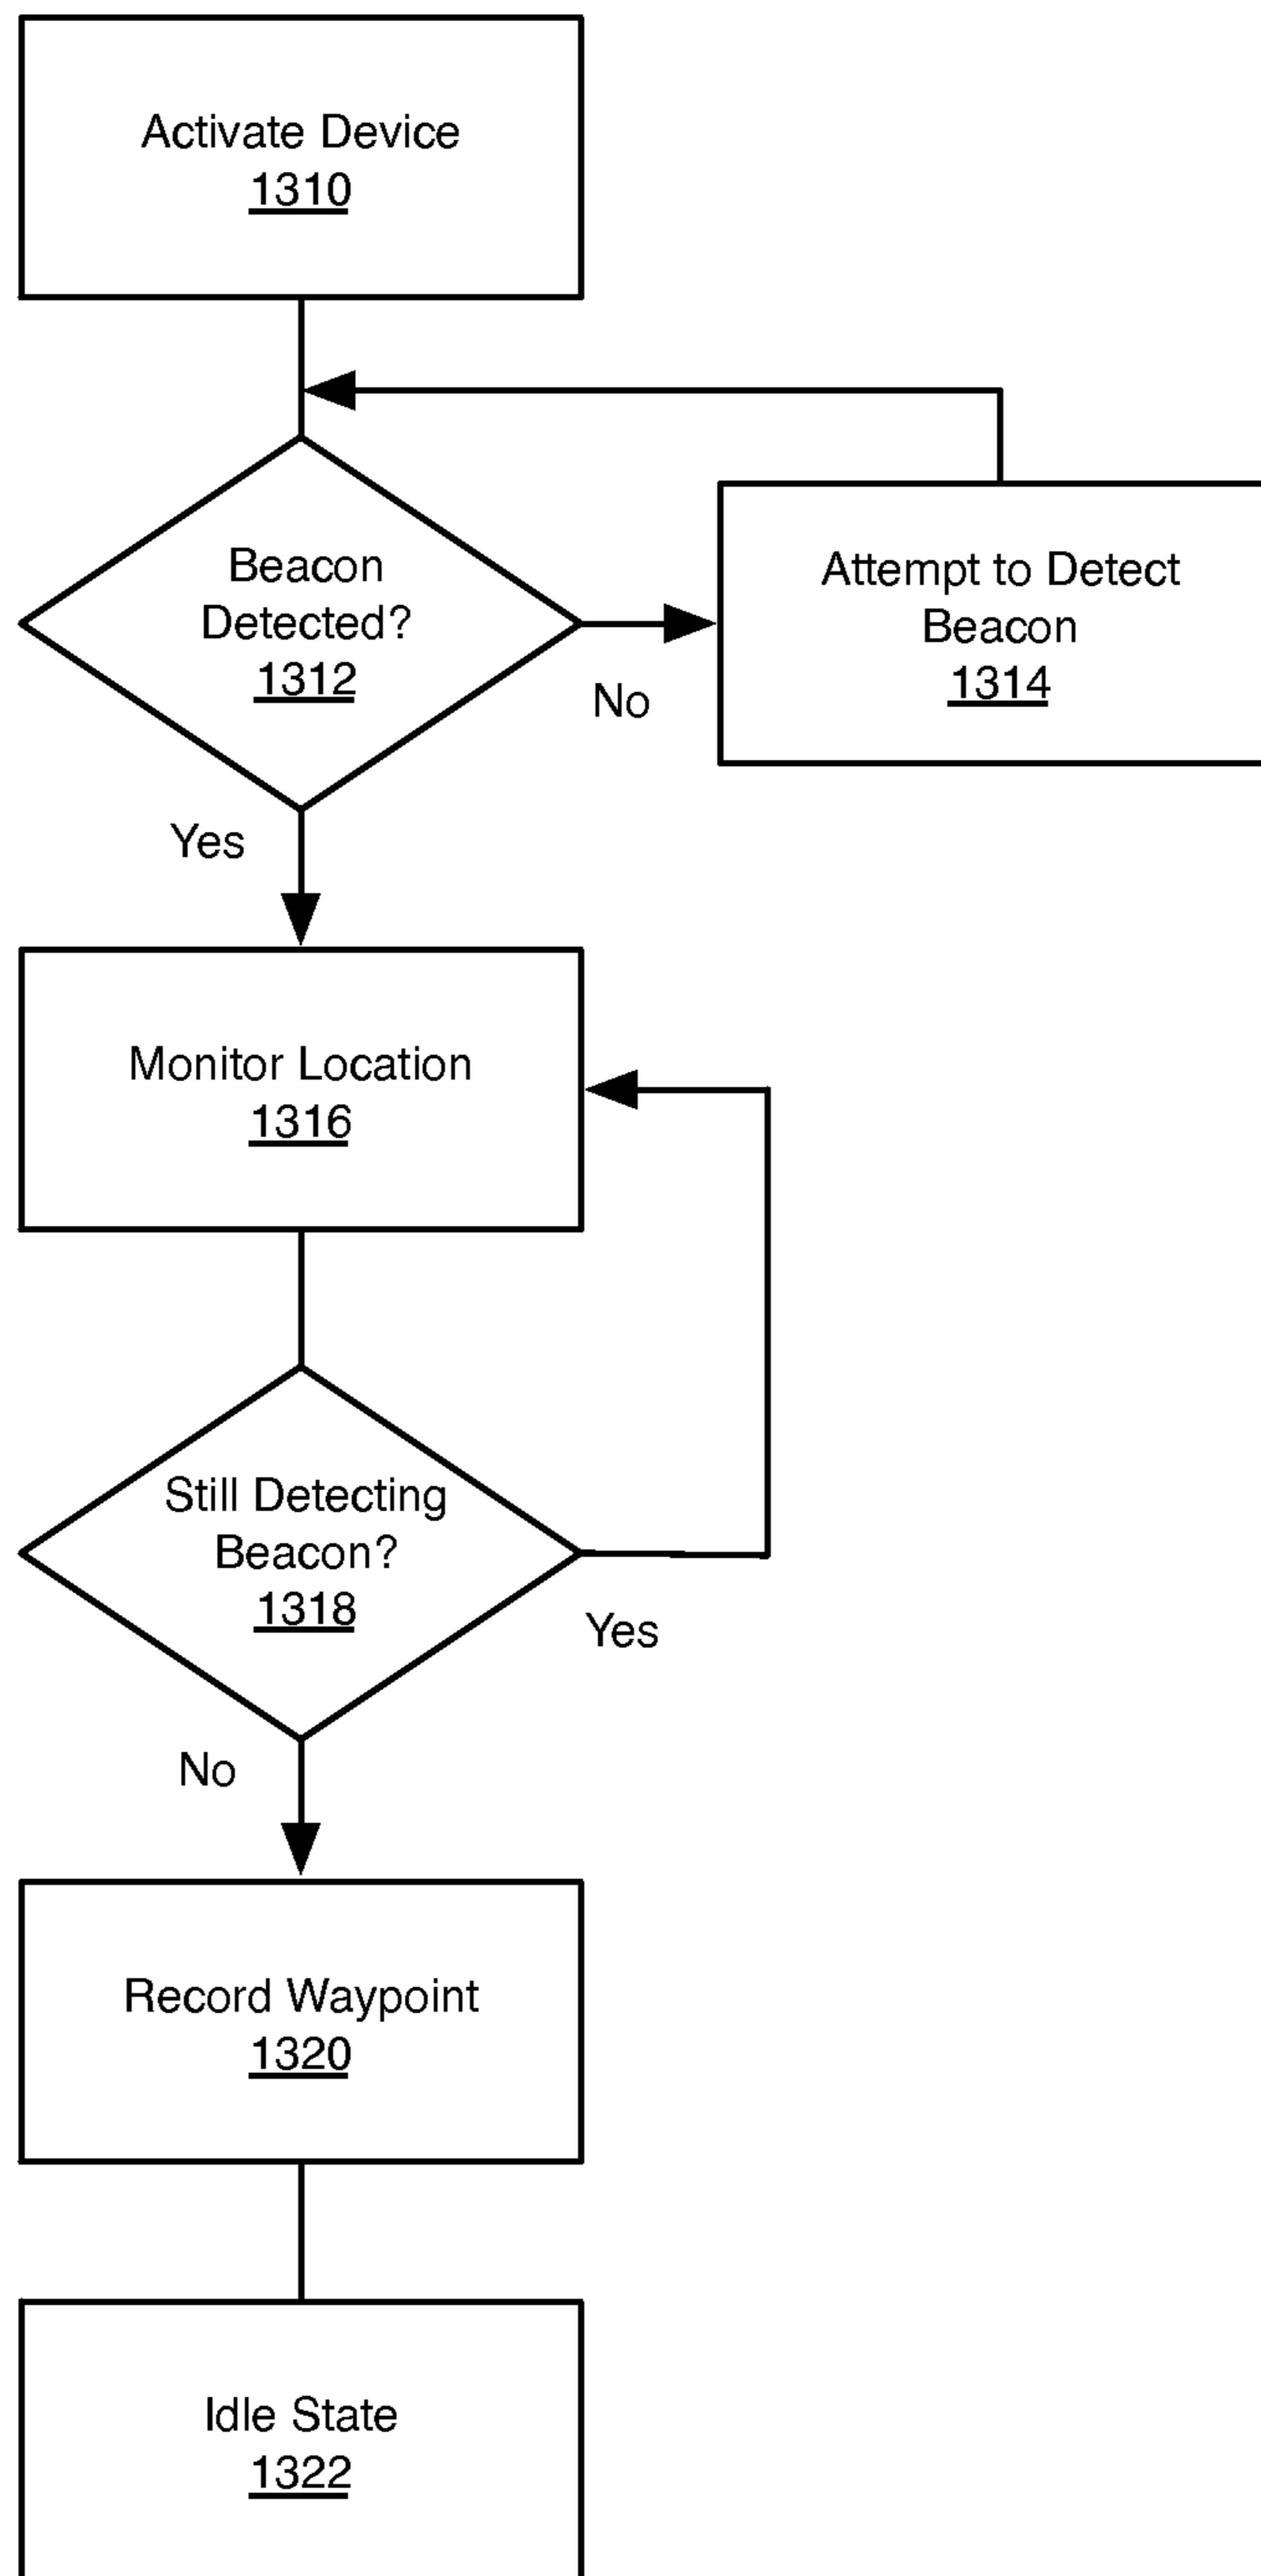 Activate Device
1310
Beacon
Detected?
1312
No
Attempt to Detect
Beacon
1314
Yes
Monitor Location
1316
Still Detecting
Beacon?
1318
Yes
No
Record Waypoint
1320
Idle State
1322